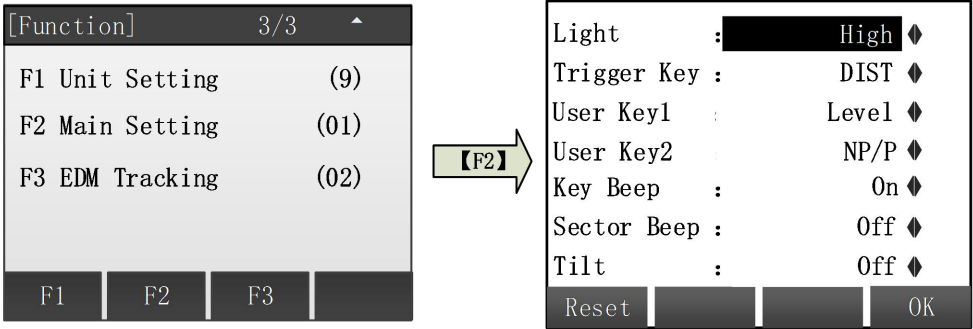 [Function] 3/3
F1 Unit Setting (9)
F2 Main Setting (01)
F3 EDM Tracking (02)
F1 F2 F3
【F2】
Light : High
Trigger Key : DIST
User Key1 : Level
User Key2 : NP/P
Key Beep : On
Sector Beep : Off
Tilt : Off
Reset OK